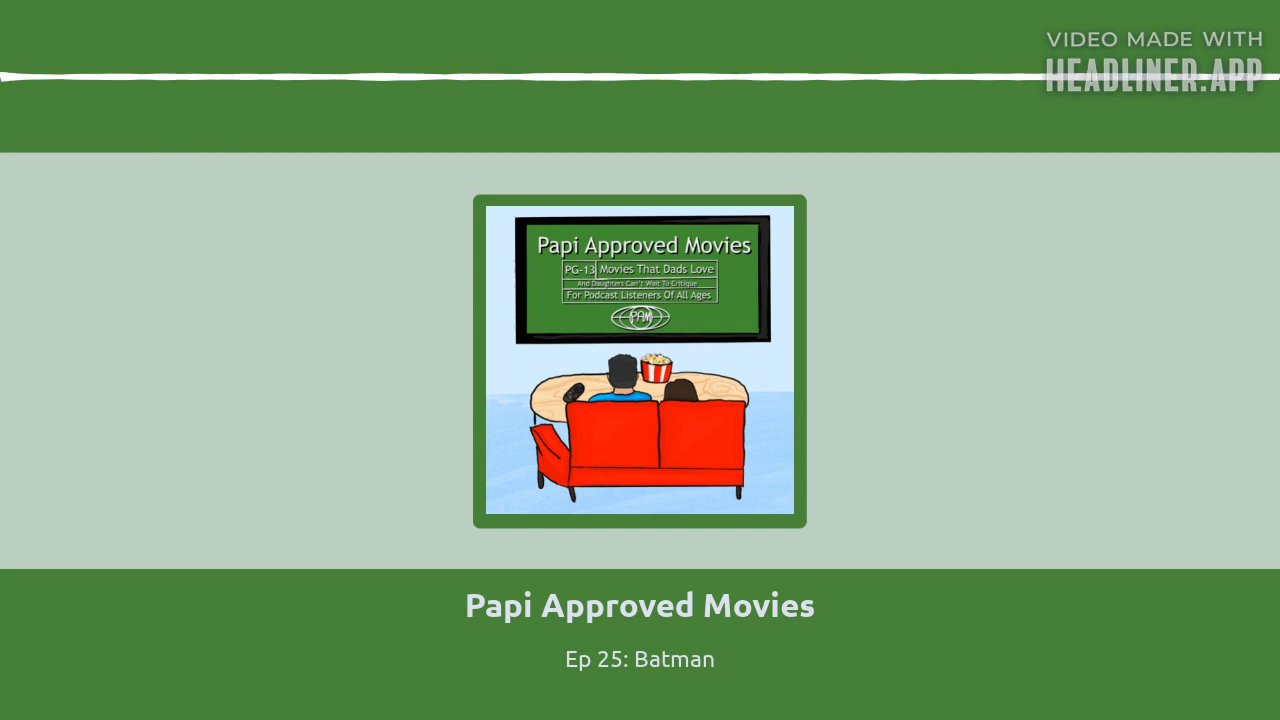 VIDEO MADE WITH
HEADLINER.APP
Papi Approved Movies
PG-13 Movies That Dads Love
And Daughters Can't Wait To Critique
For Podcast Listeners Of All Ages
PAM
Papi Approved Movies
Ep 25: Batman